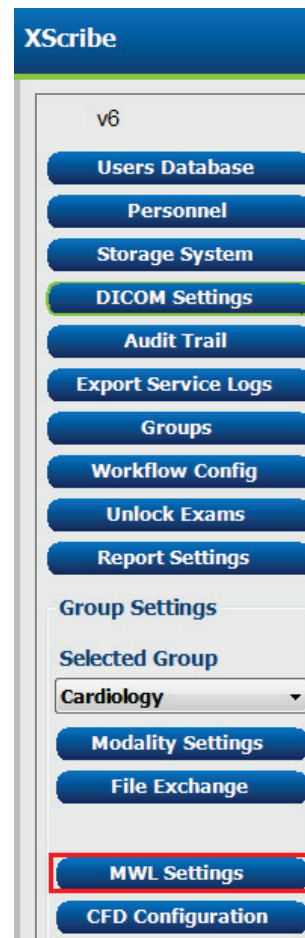 XScribe
v6
Users Database
Personnel
Storage System
DICOM Settings
Audit Trail
Export Service Logs
Groups
Workflow Config
Unlock Exams
Report Settings
Group Settings
Selected Group
Cardiology
Modality Settings
File Exchange
MWL Settings
CFD Configuration